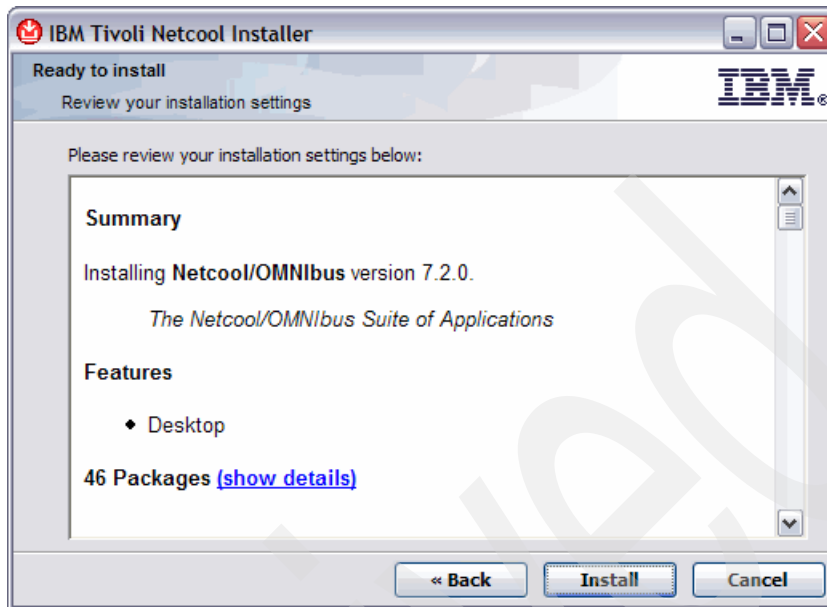 IBM Tivoli Netcool Installer
Ready to install
Review your installation settings
IBM®
Please review your installation settings below:
Summary
Installing Netcool/OMNIbus version 7.2.0.
The Netcool/OMNIbus Suite of Applications
Features
• Desktop
46 Packages (show details)
« Back
Install
Cancel